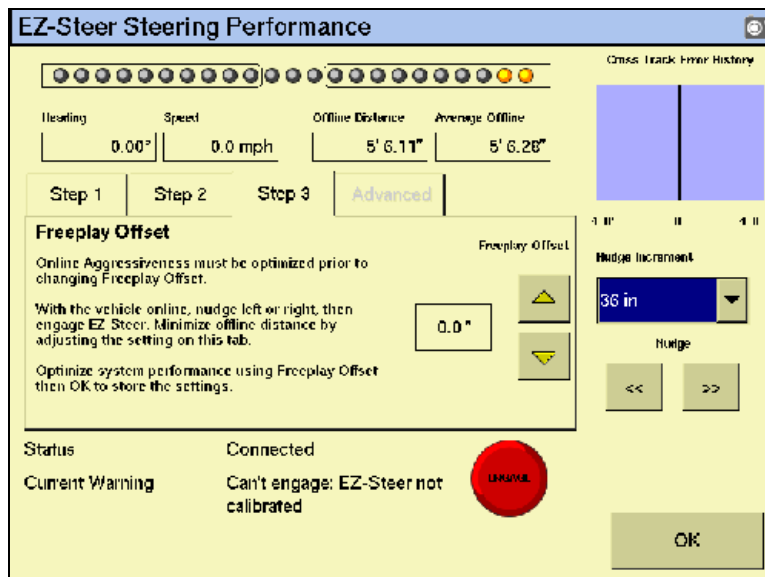 EZ-Steer Steering Performance
Cross Track Error History
Heading Speed Offline Distance Average Offline
0.00° 0.0 mph 5' 6.11" 5' 6.28"
Step 1 Step 2 Step 3 Advanced
Freeplay Offset
Freeplay Offset
Online Aggressiveness must be optimized prior to
changing Freeplay Offset.
With the vehicle online, nudge left or right, then
engage EZ Steer. Minimize offline distance by
adjusting the setting on this tab.
0.0"
Optimize system performance using Freeplay Offset
then OK to store the settings.
Nudge Increment
36 in
Nudge
<< >>
Status Connected
Current Warning Can't engage: EZ-Steer not
calibrated
ENGAGE
OK